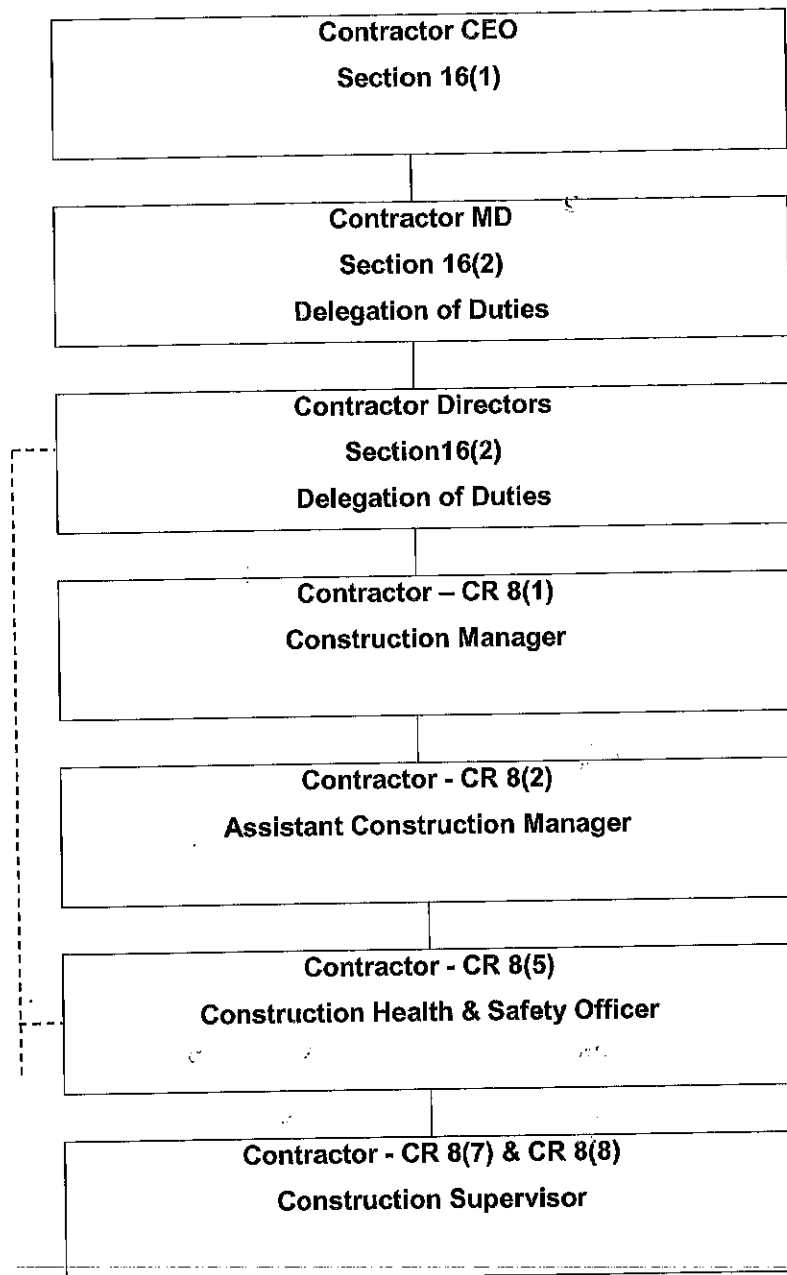 Contractor CEO
Section 16(1)
Contractor MD
Section 16(2)
Delegation of Duties
Contractor Directors
Section16(2)
Delegation of Duties
Contractor – CR 8(1)
Construction Manager
Contractor - CR 8(2)
Assistant Construction Manager
Contractor - CR 8(5)
Construction Health & Safety Officer
Contractor - CR 8(7) & CR 8(8)
Construction Supervisor